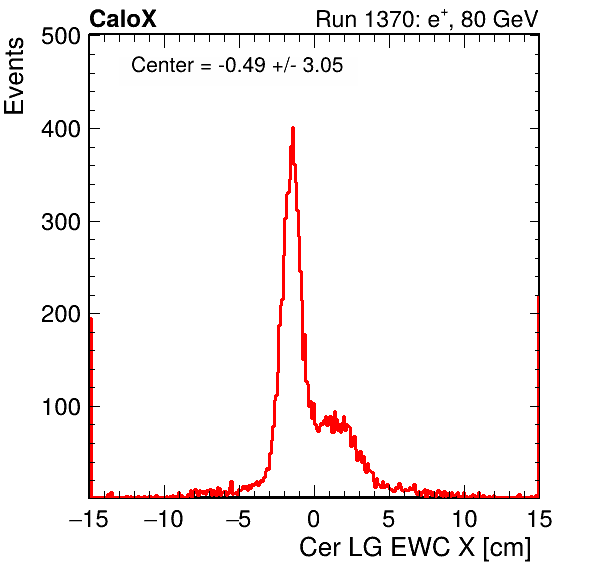 CaloX Run 1370: e⁺, 80 GeV
Events
Center = -0.49 +/- 3.05
500
400
300
200
100
−15 −10 −5 0 5 10 15
Cer LG EWC X [cm]